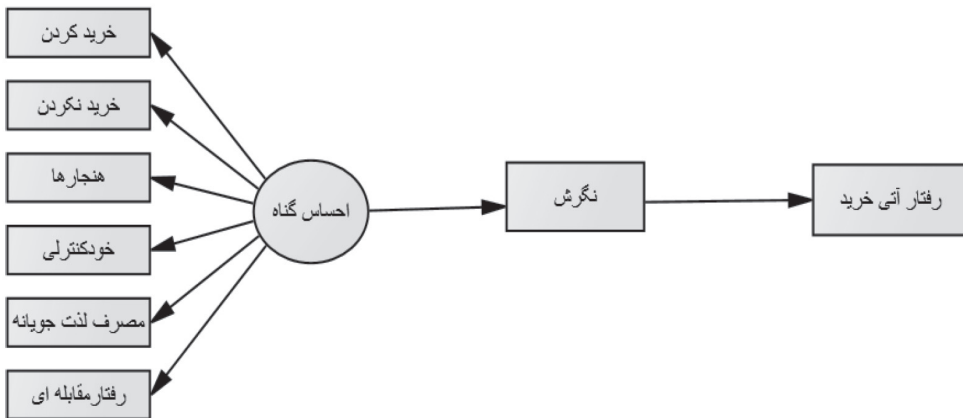 خرید کردن
خرید نکردن
هنجارها
خودکنترلی
مصرف لذت جویانه
رفتارمقابله ای
احساس گناه
نگرش
رفتار آتی خرید